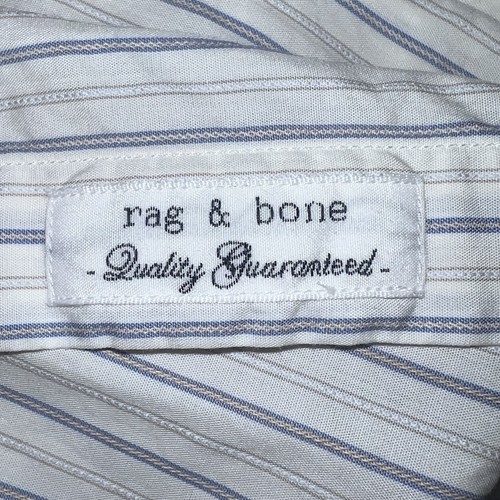 rag & bone
- Quality Guaranteed -